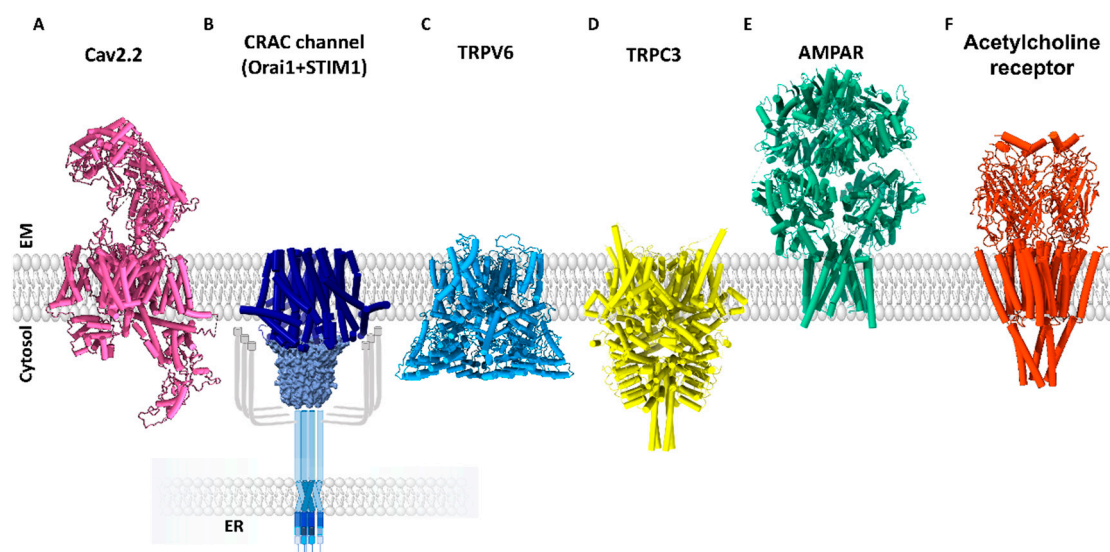 A
Cav2.2
B
CRAC channel
(Orai1+STIM1)
C
TRPV6
D
TRPC3
E
AMPAR
F
Acetylcholine
receptor
EM
Cytosol
ER